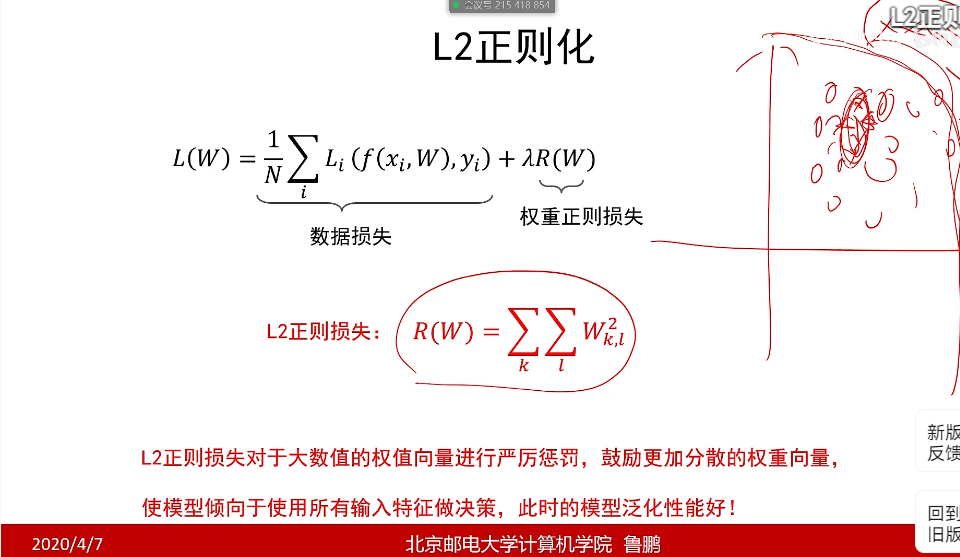 会议号 215 418 854
L2正则
L2正则化
L(W) = 1/N ∑_i L_i (f(x_i, W), y_i) + λR(W)
权重正则损失
数据损失
L2正则损失: R(W) = ∑_k ∑_l W_{k,l}^2
新版
反馈
L2正则损失对于大数值的权值向量进行严厉惩罚，鼓励更加分散的权重向量，
使模型倾向于使用所有输入特征做决策，此时的模型泛化性能好！
回到
旧版
2020/4/7 北京邮电大学计算机学院 鲁鹏